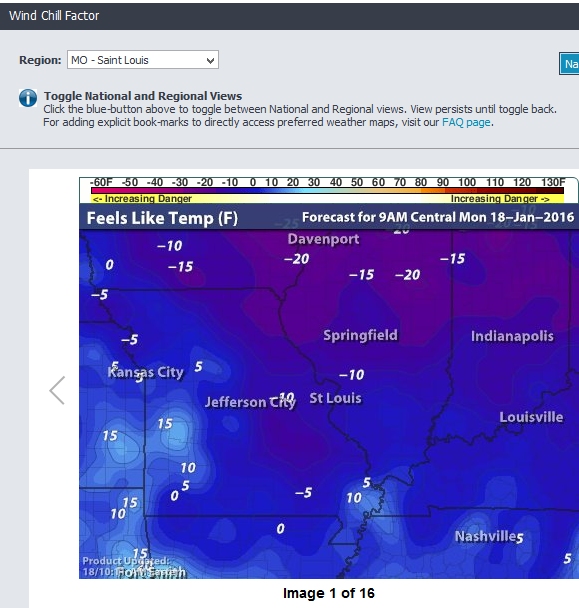 Wind Chill Factor
Region: MO - Saint Louis
Na
Toggle National and Regional Views
Click the blue-button above to toggle between National and Regional views. View persists until toggle back.
For adding explicit book-marks to directly access preferred weather maps, visit our FAQ page.
-60F -50 -40 -30 -20 -10 0 10 20 30 40 50 60 70 80 90 100 110 120 130F
<- Increasing Danger Increasing Danger ->
Feels Like Temp (F) Forecast for 9AM Central Mon 18-Jan-2016
-25 -20
-10 Davenport
0 -15 -20 -15 -20 -15
-5
-5 Springfield Indianapolis
5 Kansas City 5 5 -10
Jefferson City -10 St Louis
15 15 Louisville
10
5 0 -5 5 10
15 10
0 Nashville 5
15 5
Product Updated:
18/10:
Fort Smith
Image 1 of 16